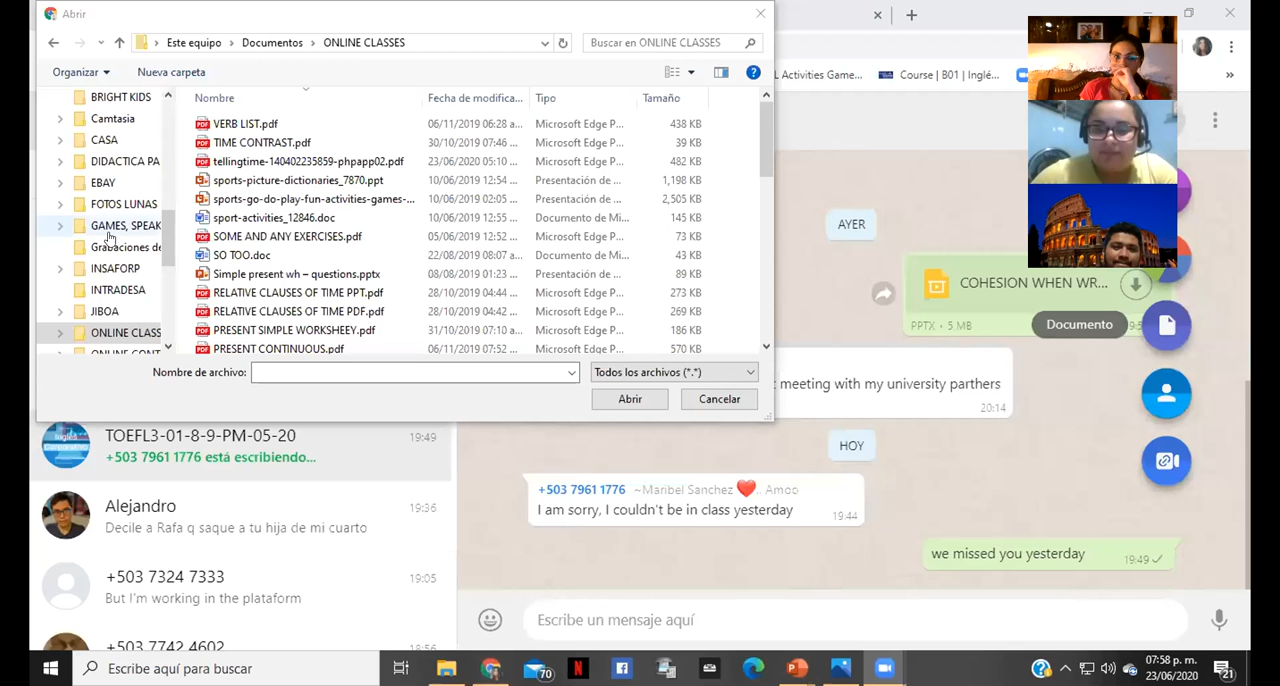 Abrir
Este equipo > Documentos > ONLINE CLASSES
Buscar en ONLINE CLASSES
Organizar
Nueva carpeta
BRIGHT KIDS
Camtasia
CASA
DIDACTICA PA
EBAY
FOTOS LUNAS
GAMES, SPEAK
Grabaciones de
INSAFORP
INTRADESA
JIBOA
ONLINE CLASS
ONLINE CONT
Nombre Fecha de modifica... Tipo Tamaño
VERB LIST.pdf 06/11/2019 06:28 a... Microsoft Edge P... 438 KB
TIME CONTRAST.pdf 30/10/2019 07:46 ... Microsoft Edge P... 39 KB
tellingtime-140402235859-phpapp02.pdf 23/06/2020 05:10 ... Microsoft Edge P... 482 KB
sports-picture-dictionaries_7870.ppt 10/06/2019 12:54 ... Presentación de ... 1,198 KB
sports-go-do-play-fun-activities-games-... 10/06/2019 02:05 ... Presentación de ... 2,505 KB
sport-activities_12846.doc 10/06/2019 12:55 ... Documento de Mi... 145 KB
SOME AND ANY EXERCISES.pdf 05/06/2019 12:52 ... Microsoft Edge P... 73 KB
SO TOO.doc 22/08/2019 08:07 a... Documento de Mi... 43 KB
Simple present wh – questions.pptx 08/08/2019 01:23 ... Presentación de ... 89 KB
RELATIVE CLAUSES OF TIME PPT.pdf 28/10/2019 04:44 ... Microsoft Edge P... 273 KB
RELATIVE CLAUSES OF TIME PDF.pdf 28/10/2019 04:44 ... Microsoft Edge P... 269 KB
PRESENT SIMPLE WORKSHEEY.pdf 31/10/2019 07:10 ... Microsoft Edge P... 186 KB
PRESENT CONTINUOUS.pdf 06/11/2019 07:52 ... Microsoft Edge P... 570 KB
Nombre de archivo:
Todos los archivos (*.*)
Abrir
Cancelar
L Activities Game...
Course | B01 | Inglé...
AYER
COHESION WHEN WR...
PPTX • 5 MB
Documento
meeting with my university parthers
20:14
HOY
+503 7961 1776 ~Maribel Sanchez ❤️.. Amoo
I am sorry, I couldn't be in class yesterday
19:44
we missed you yesterday
19:49
TOEFL3-01-8-9-PM-05-20 19:49
+503 7961 1776 está escribiendo...
Alejandro 19:36
Decile a Rafa q saque a tu hija de mi cuarto
+503 7324 7333 19:05
But I'm working in the plataform
+503 7742 4602 18:56
Escribe un mensaje aquí
Escribe aquí para buscar
70
07:58 p. m.
23/06/2020
21